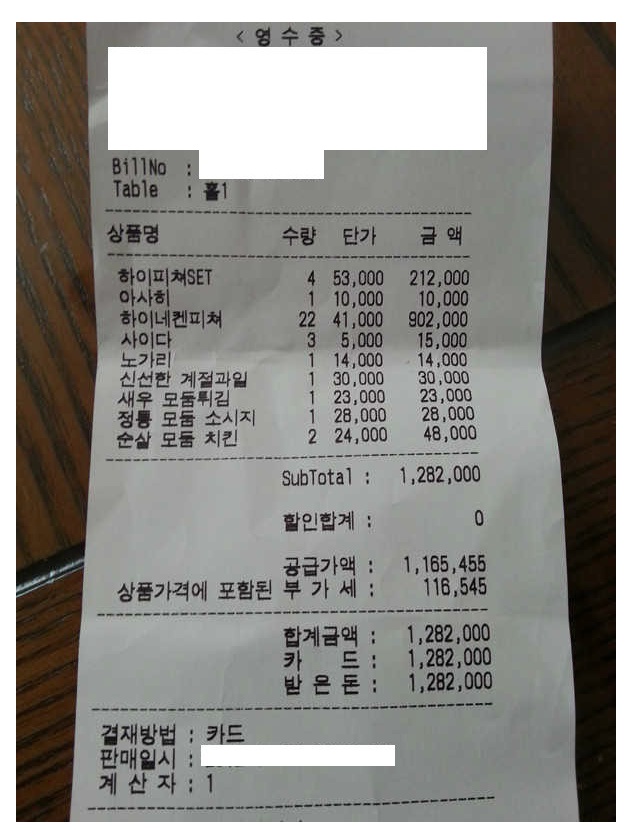 < 영 수 증 >
BillNo :
Table : 홀1
상품명 수량 단가 금 액
하이피쳐SET 4 53,000 212,000
아사히 1 10,000 10,000
하이네켄피쳐 22 41,000 902,000
사이다 3 5,000 15,000
노가리 1 14,000 14,000
신선한 계절과일 1 30,000 30,000
새우 모둠튀김 1 23,000 23,000
정통 모둠 소시지 1 28,000 28,000
순살 모둠 치킨 2 24,000 48,000
SubTotal : 1,282,000
할인합계 : 0
공급가액 : 1,165,455
상품가격에 포함된 부 가 세 : 116,545
합계금액 : 1,282,000
카 드 : 1,282,000
받 은 돈 : 1,282,000
결재방법 : 카드
판매일시 :
계 산 자 : 1